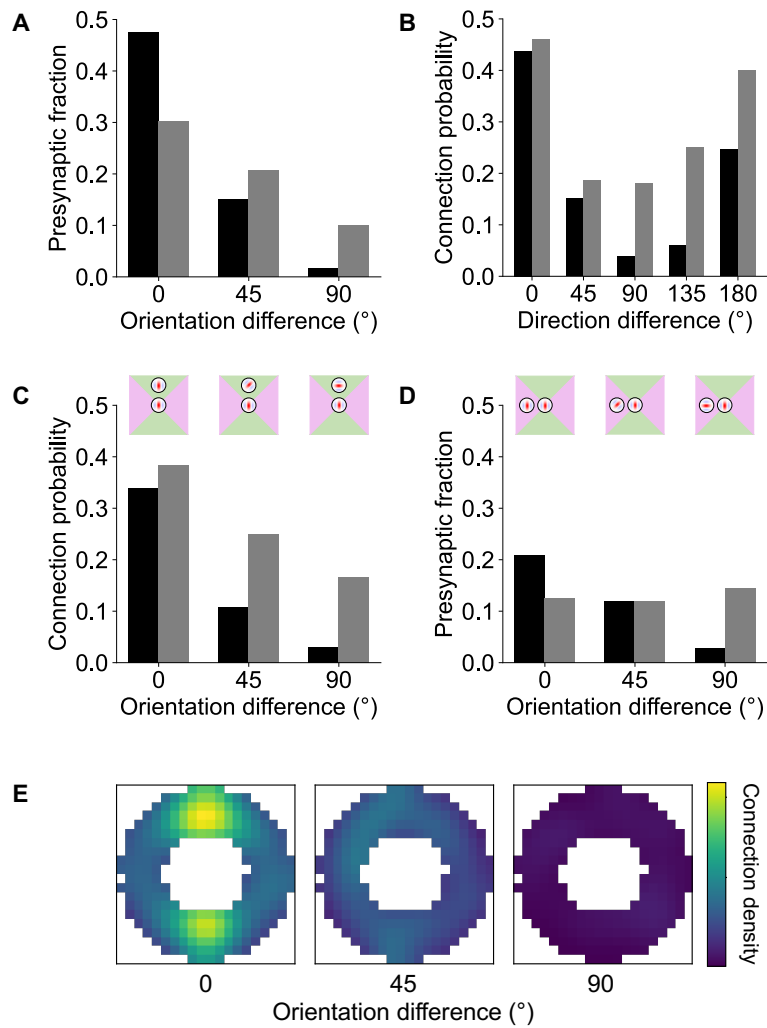 A
Presynaptic fraction
0.5
0.4
0.3
0.2
0.1
0.0
0 45 90
Orientation difference (°)
B
Connection probability
0.5
0.4
0.3
0.2
0.1
0.0
0 45 90 135 180
Direction difference (°)
C
Connection probability
0.5
0.4
0.3
0.2
0.1
0.0
0 45 90
Orientation difference (°)
D
Presynaptic fraction
0.5
0.4
0.3
0.2
0.1
0.0
0 45 90
Orientation difference (°)
E
0 45 90
Orientation difference (°)
Connection density